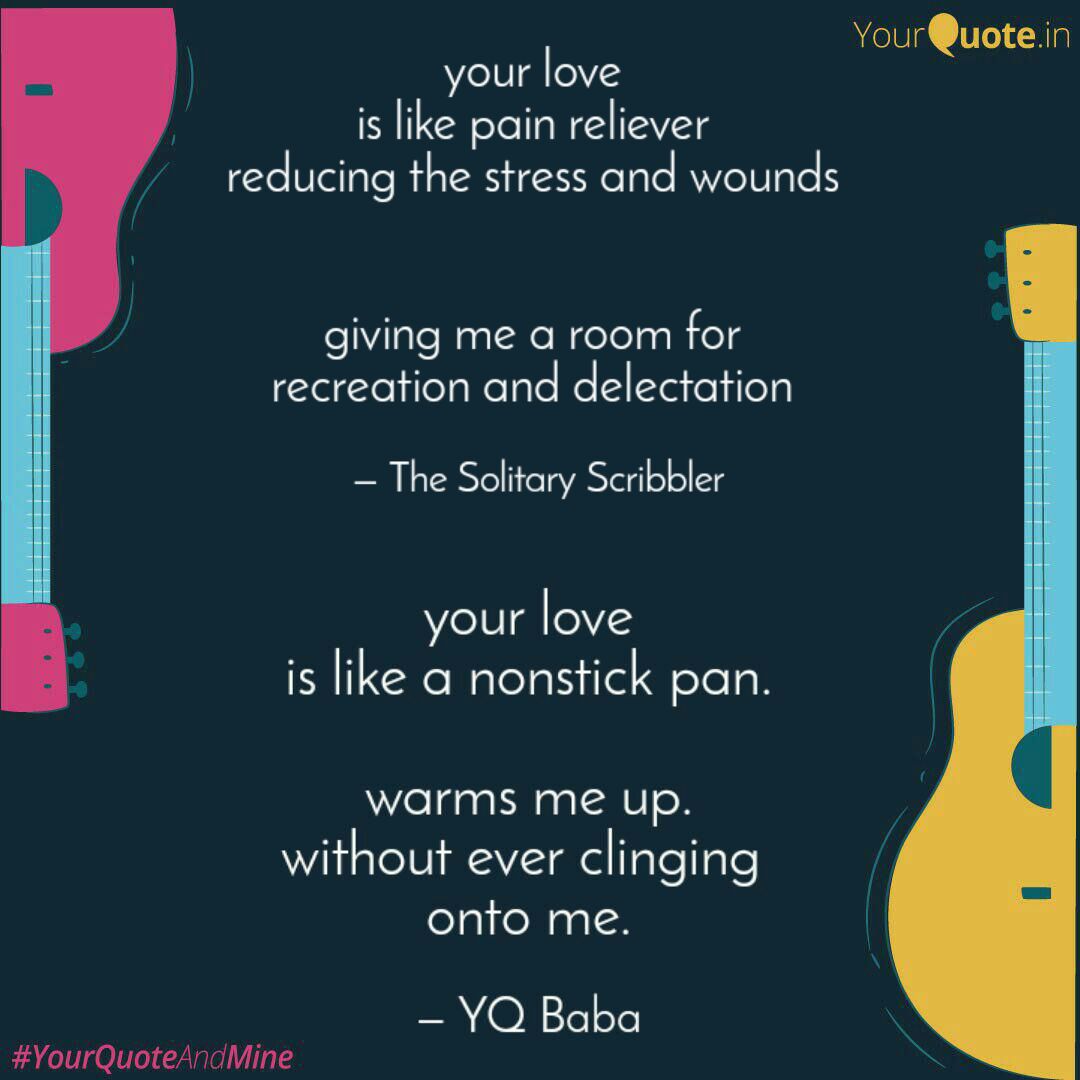 YourQuote.in
your love
is like pain reliever
reducing the stress and wounds
giving me a room for
recreation and delectation
– The Solitary Scribbler
your love
is like a nonstick pan.
warms me up.
without ever clinging
onto me.
– YQ Baba
#YourQuoteAndMine